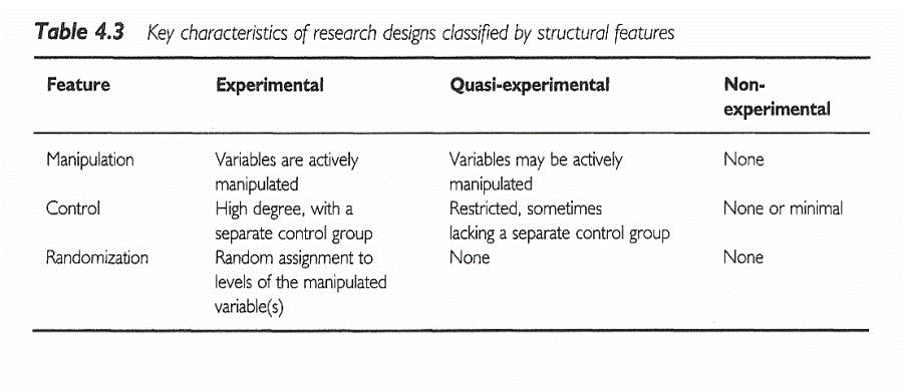 Table 4.3 Key characteristics of research designs classified by structural features
Feature Experimental Quasi-experimental Non-
experimental
Manipulation Variables are actively Variables may be actively None
manipulated manipulated
Control High degree, with a Restricted, sometimes None or minimal
separate control group lacking a separate control group
Randomization Random assignment to None None
levels of the manipulated
variable(s)